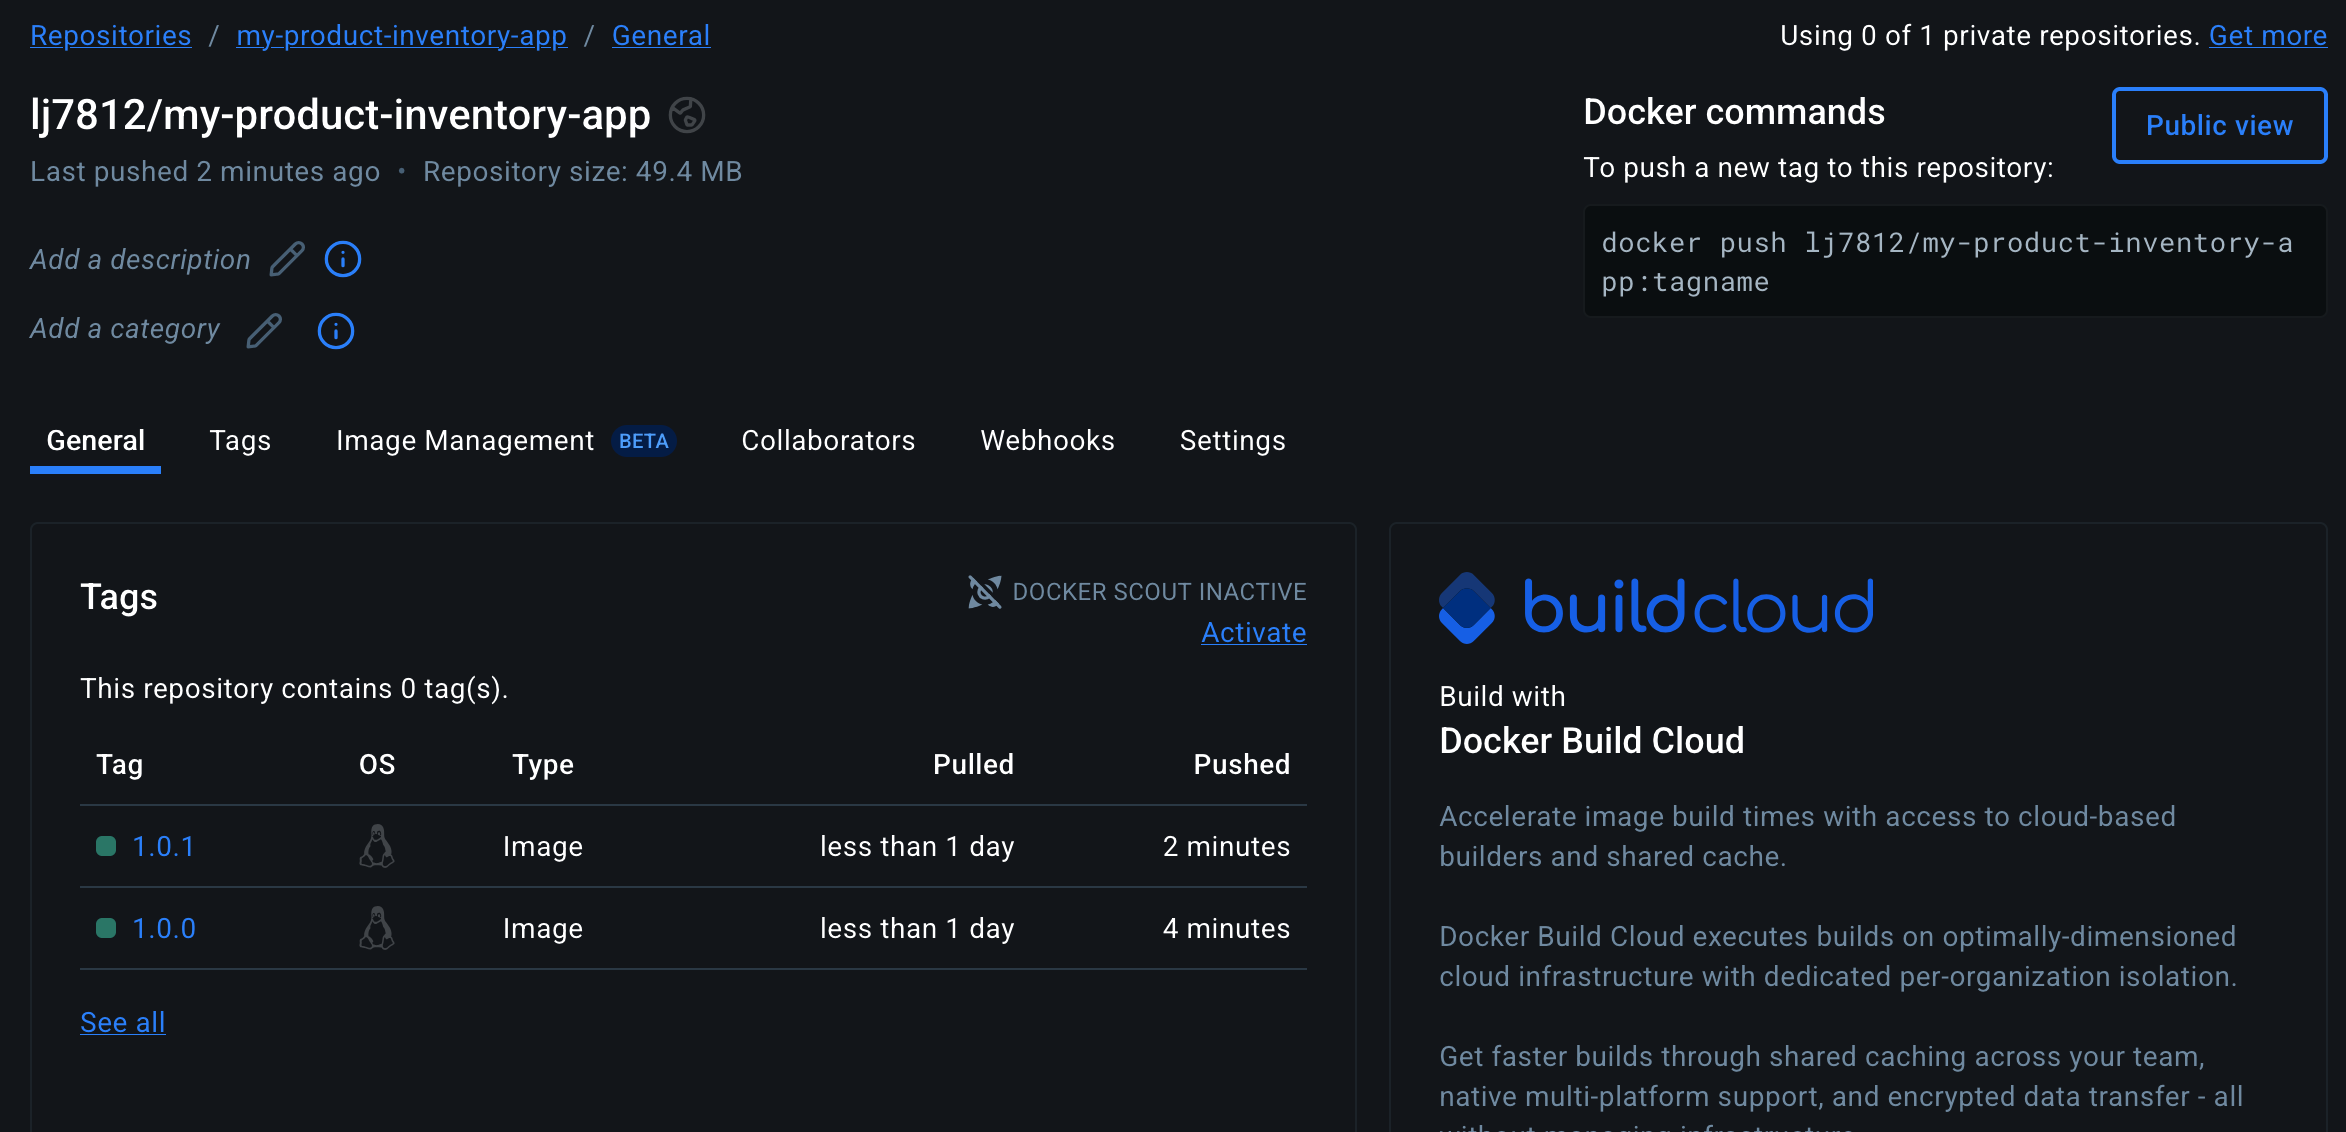 Repositories / my-product-inventory-app / General
Using 0 of 1 private repositories. Get more
lj7812/my-product-inventory-app
Last pushed 2 minutes ago • Repository size: 49.4 MB
Add a description
Add a category
Docker commands
Public view
To push a new tag to this repository:
docker push lj7812/my-product-inventory-a
pp:tagname
General Tags Image Management BETA Collaborators Webhooks Settings
Tags
DOCKER SCOUT INACTIVE
Activate
This repository contains 0 tag(s).
Tag OS Type Pulled Pushed
1.0.1 Image less than 1 day 2 minutes
1.0.0 Image less than 1 day 4 minutes
See all
buildcloud
Build with
Docker Build Cloud
Accelerate image build times with access to cloud-based
builders and shared cache.
Docker Build Cloud executes builds on optimally-dimensioned
cloud infrastructure with dedicated per-organization isolation.
Get faster builds through shared caching across your team,
native multi-platform support, and encrypted data transfer - all
without managing infrastructure.